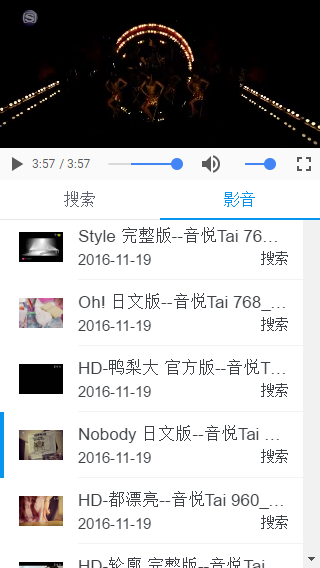 3:57 / 3:57
搜索 影音
Style 完整版--音悦Tai 76...
2016-11-19 搜索
Oh! 日文版--音悦Tai 768_...
2016-11-19 搜索
HD-鸭梨大 官方版--音悦T...
2016-11-19 搜索
Nobody 日文版--音悦Tai ...
2016-11-19 搜索
HD-都漂亮--音悦Tai 960_...
2016-11-19 搜索
HD-轮廓 完整版--音悦Tai